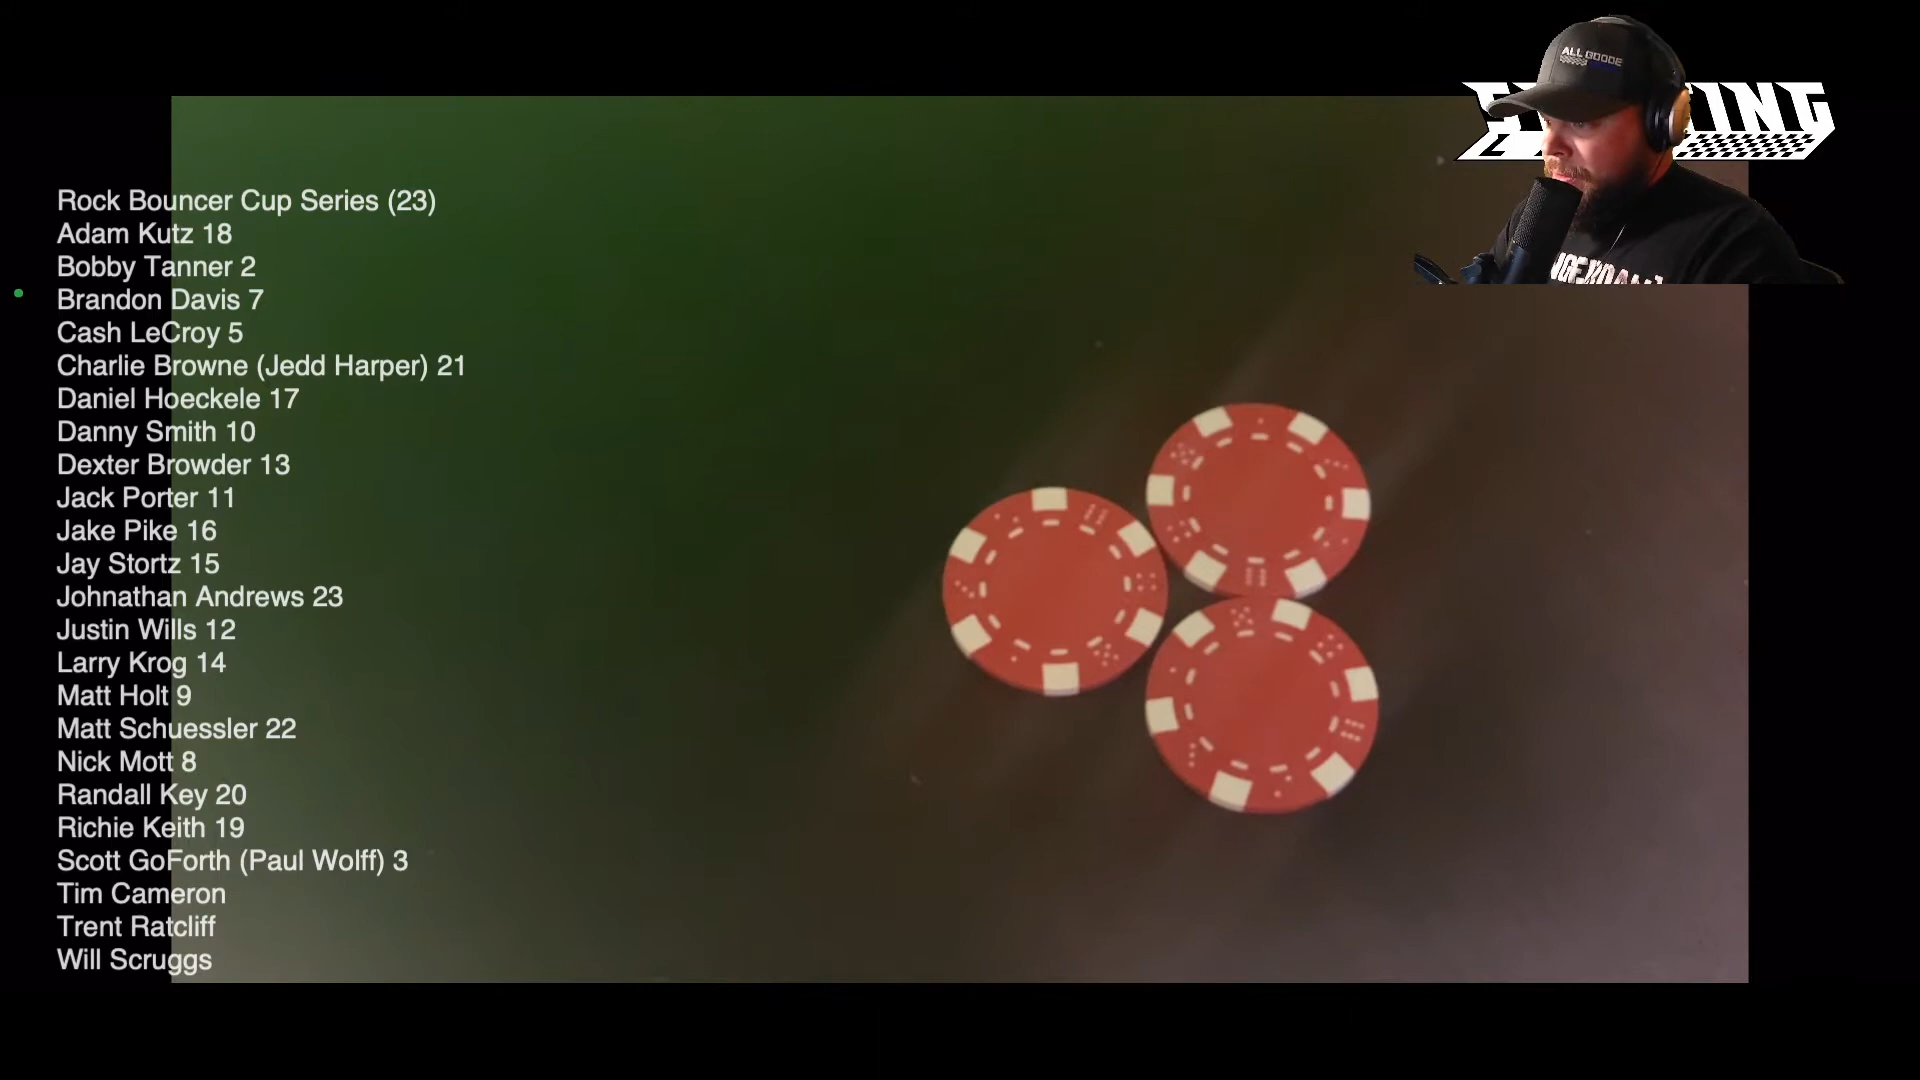 ALL GOODE
Rock Bouncer Cup Series (23)
Adam Kutz 18
Bobby Tanner 2
Brandon Davis 7
Cash LeCroy 5
Charlie Browne (Jedd Harper) 21
Daniel Hoeckele 17
Danny Smith 10
Dexter Browder 13
Jack Porter 11
Jake Pike 16
Jay Stortz 15
Johnathan Andrews 23
Justin Wills 12
Larry Krog 14
Matt Holt 9
Matt Schuessler 22
Nick Mott 8
Randall Key 20
Richie Keith 19
Scott GoForth (Paul Wolff) 3
Tim Cameron
Trent Ratcliff
Will Scruggs